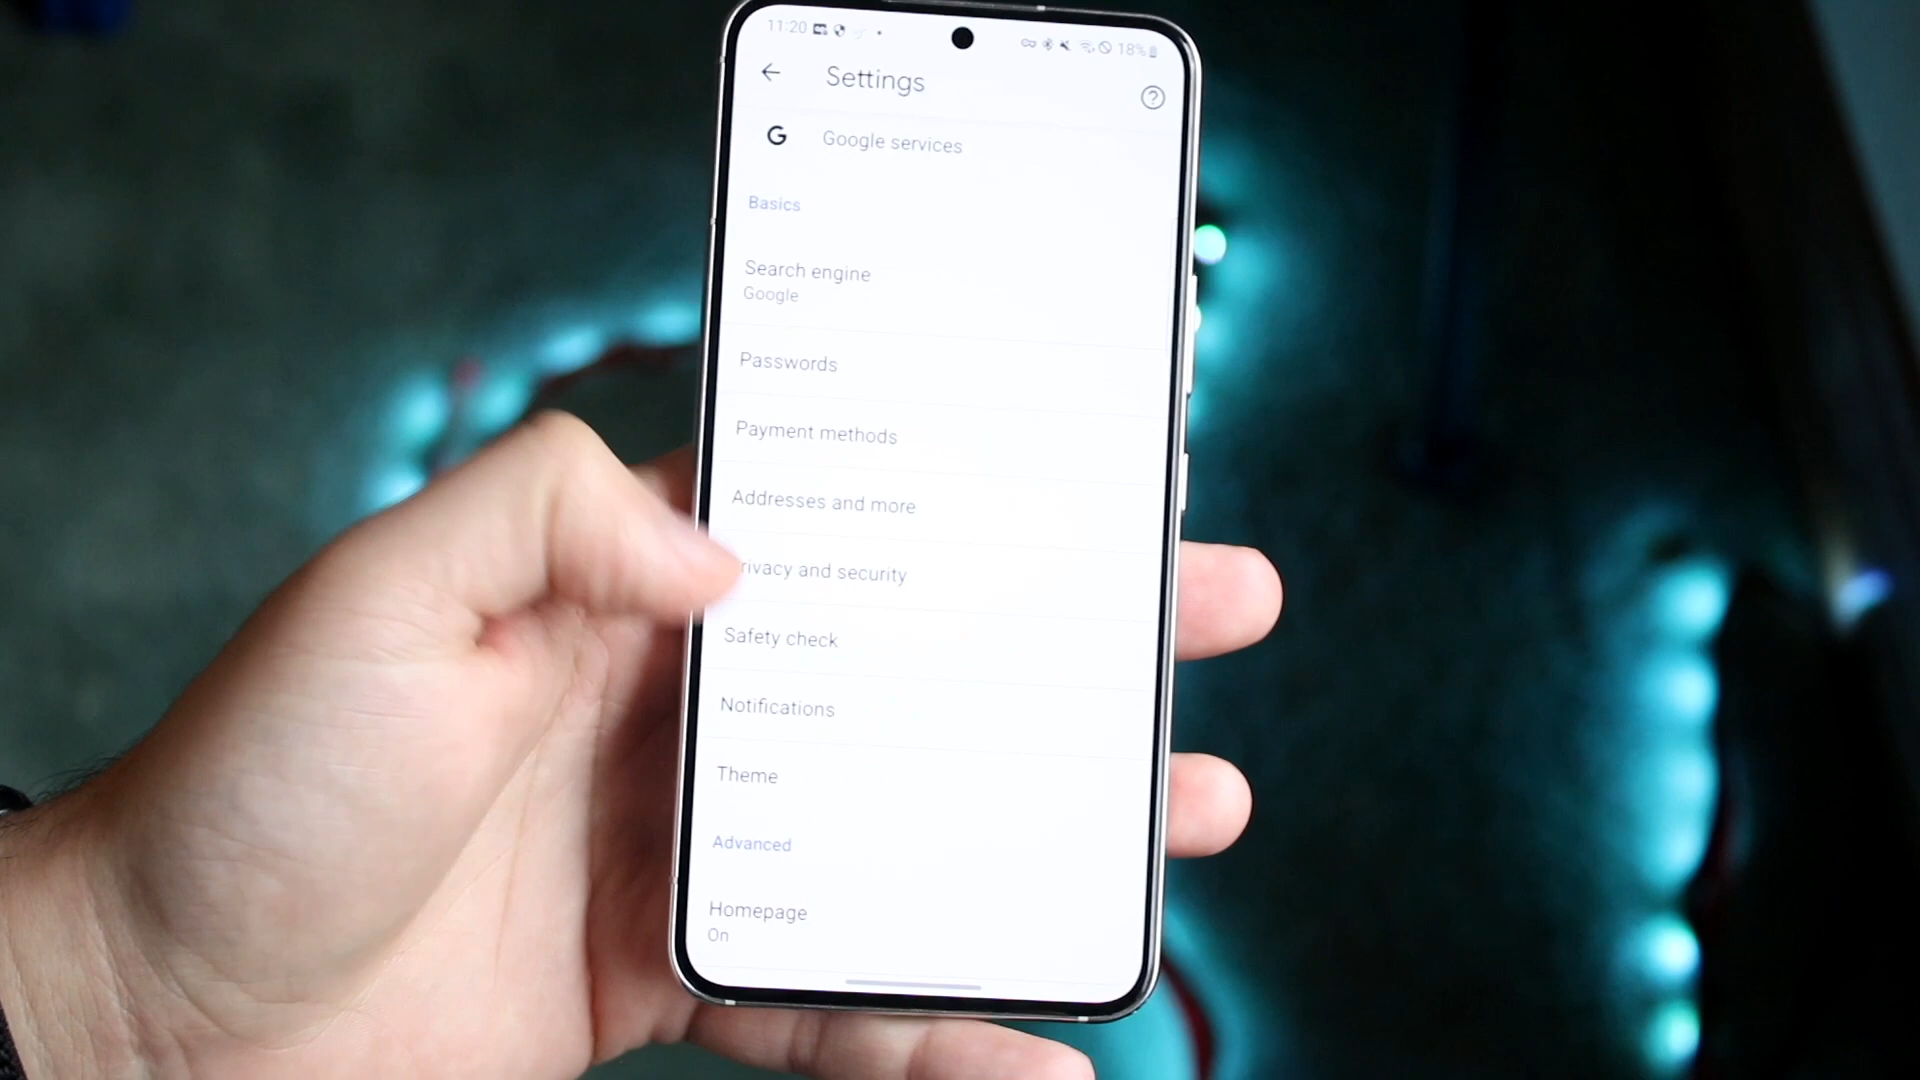 11:20 18%
Settings
G Google services
Basics
Search engine
Google
Passwords
Payment methods
Addresses and more
rivacy and security
Safety check
Notifications
Theme
Advanced
Homepage
On